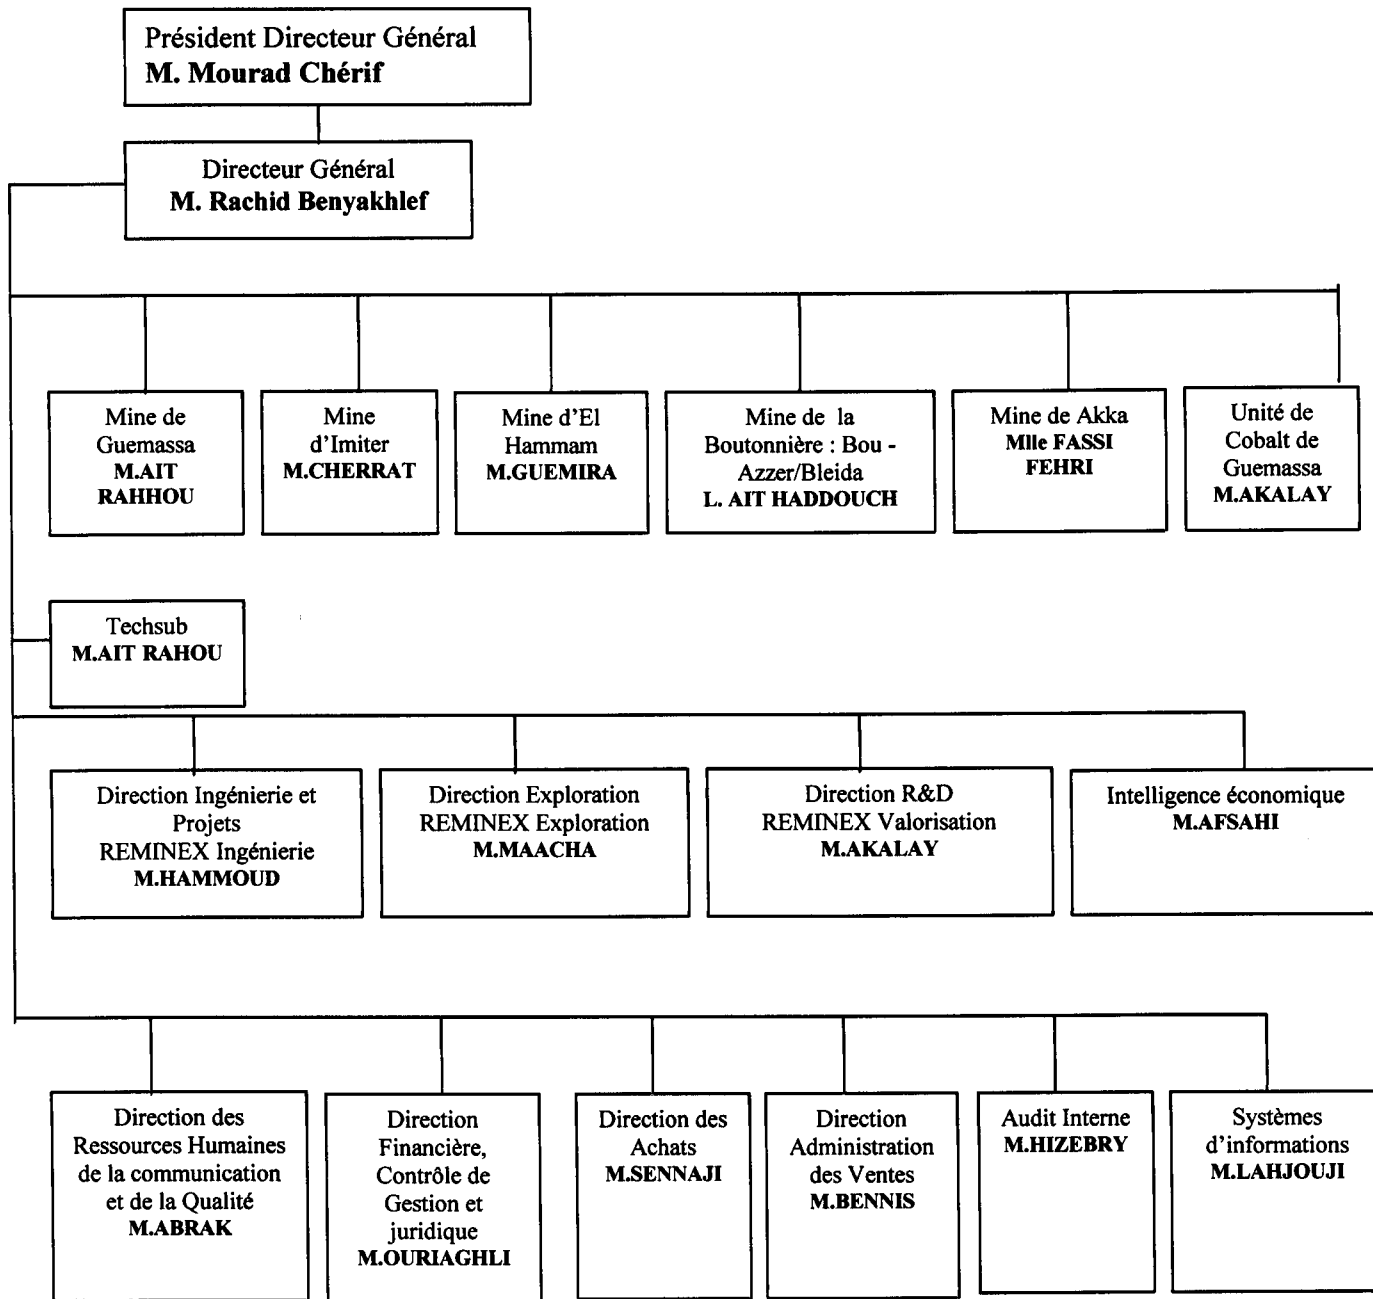 Président Directeur Général
M. Mourad Chérif
Directeur Général
M. Rachid Benyakhlef
Mine de
Guemassa
M.AIT
RAHHOU
Mine
d'Imiter
M.CHERRAT
Mine d'El
Hammam
M.GUEMIRA
Mine de la
Boutonnière : Bou -
Azzer/Bleida
L. AIT HADDOUCH
Mine de Akka
Mlle FASSI
FEHRI
Unité de
Cobalt de
Guemassa
M.AKALAY
Techsub
M.AIT RAHOU
Direction Ingénierie et
Projets
REMINEX Ingénierie
M.HAMMOUD
Direction Exploration
REMINEX Exploration
M.MAACHA
Direction R&D
REMINEX Valorisation
M.AKALAY
Intelligence économique
M.AFSAHI
Direction des
Ressources Humaines
de la communication
et de la Qualité
M.ABRAK
Direction
Financière,
Contrôle de
Gestion et
juridique
M.OURIAGHLI
Direction des
Achats
M.SENNAJI
Direction
Administration
des Ventes
M.BENNIS
Audit Interne
M.HIZEBRY
Systèmes
d'informations
M.LAHJOUJI